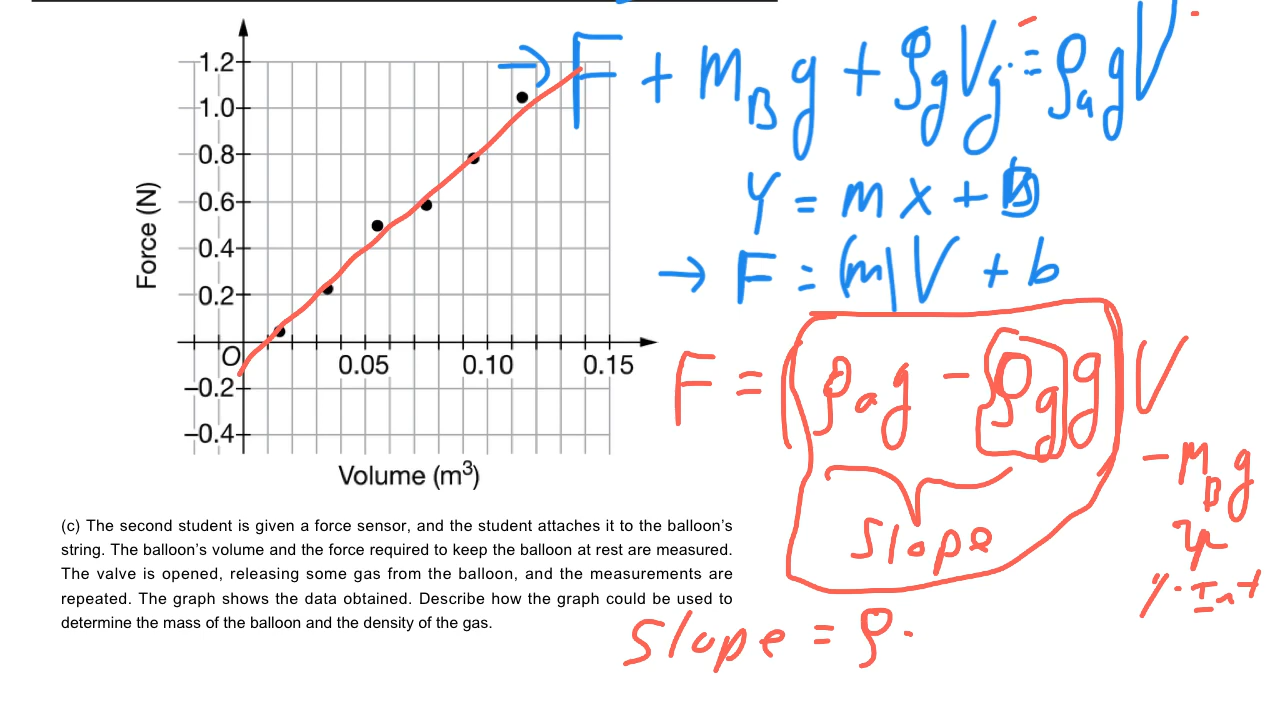 → F + m_B g + ρ_g V g = ρ_a g V
Y = m x + B
→ F = (m) V + b
F = (ρ_a g - ρ_g g) V
- M_B g
Slope
Y-Int
Slope = ρ
1.2
1.0
0.8
0.6
0.4
0.2
O
-0.2
-0.4
0.05 0.10 0.15
Force (N)
Volume (m³)
(c) The second student is given a force sensor, and the student attaches it to the balloon’s
string. The balloon’s volume and the force required to keep the balloon at rest are measured.
The valve is opened, releasing some gas from the balloon, and the measurements are
repeated. The graph shows the data obtained. Describe how the graph could be used to
determine the mass of the balloon and the density of the gas.